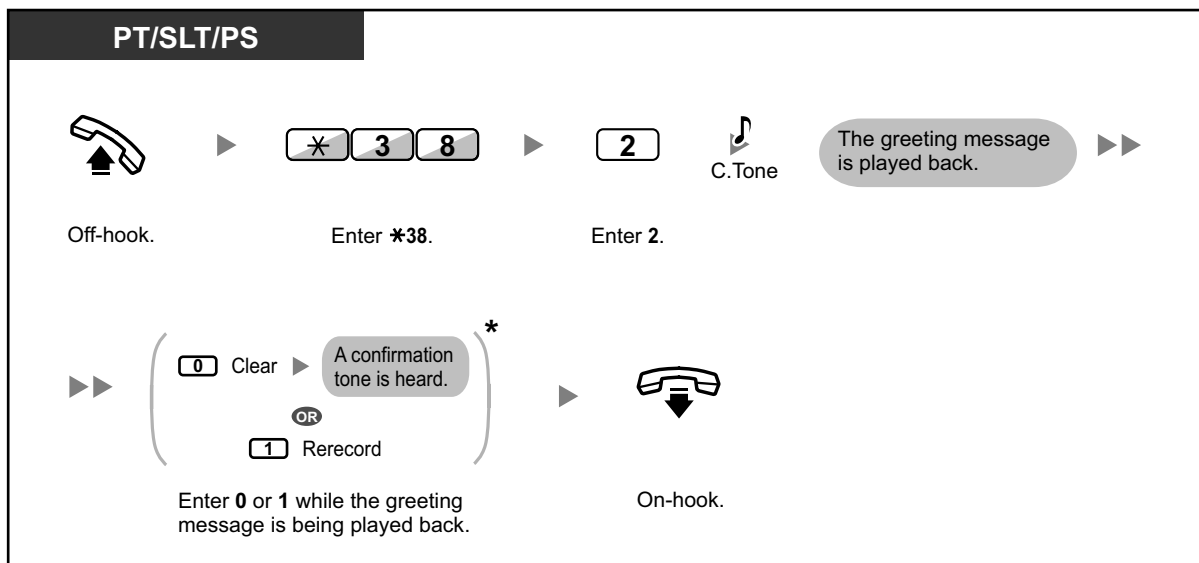 PT/SLT/PS
✳ 3 8
2
C.Tone
The greeting message
is played back.
Off-hook.
Enter ✳38.
Enter 2.
0 Clear
A confirmation
tone is heard.
*
OR
1 Rerecord
Enter 0 or 1 while the greeting
message is being played back.
On-hook.